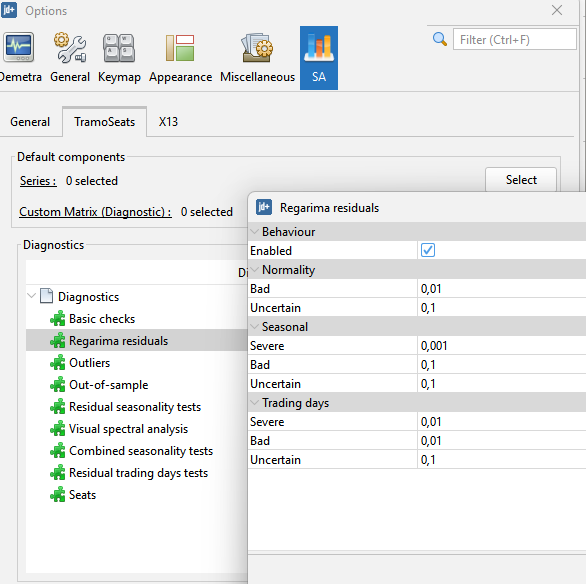 jd+ Options
Filter (Ctrl+F)
Demetra General Keymap Appearance Miscellaneous SA
General TramoSeats X13
Default components
Series : 0 selected
Select
Custom Matrix (Diagnostic) : 0 selected
jd+ Regarima residuals
Diagnostics
Di
Diagnostics
Basic checks
Regarima residuals
Outliers
Out-of-sample
Residual seasonality tests
Visual spectral analysis
Combined seasonality tests
Residual trading days tests
Seats
Behaviour
Enabled
Normality
Bad 0,01
Uncertain 0,1
Seasonal
Severe 0,001
Bad 0,1
Uncertain 0,1
Trading days
Severe 0,01
Bad 0,01
Uncertain 0,1